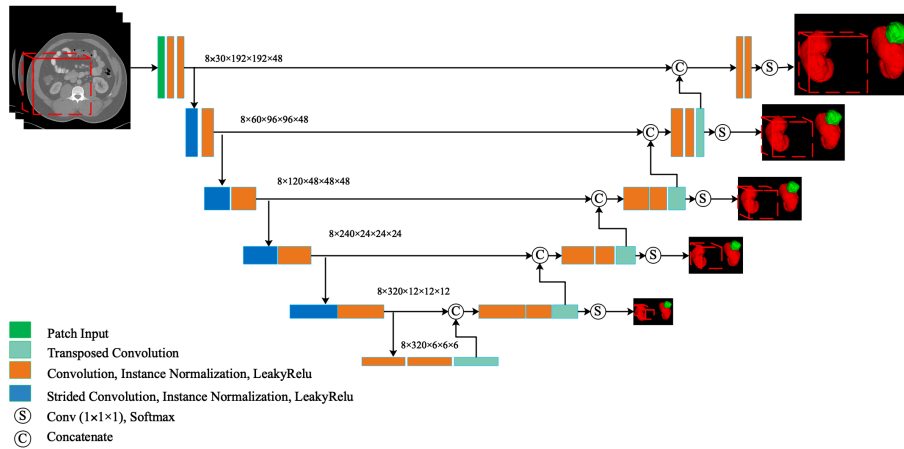 8×30×192×192×48
C
S
8×60×96×96×48
C
S
8×120×48×48×48
C
S
8×240×24×24×24
C
S
8×320×12×12×12
C
S
8×320×6×6×6
Patch Input
Transposed Convolution
Convolution, Instance Normalization, LeakyRelu
Strided Convolution, Instance Normalization, LeakyRelu
S Conv (1×1×1), Softmax
C Concatenate